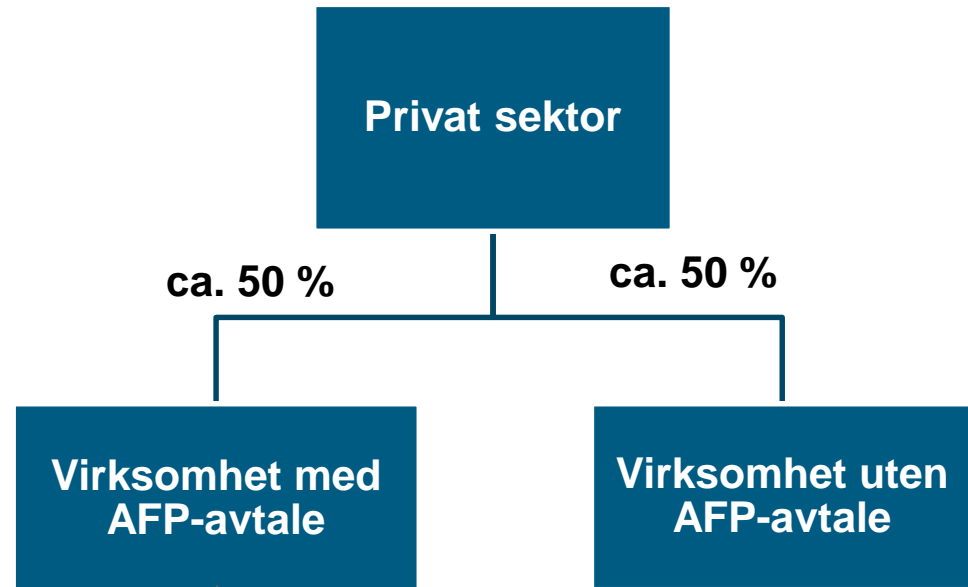 Privat sektor
ca. 50 %
ca. 50 %
Virksomhet med
AFP-avtale
Virksomhet uten
AFP-avtale